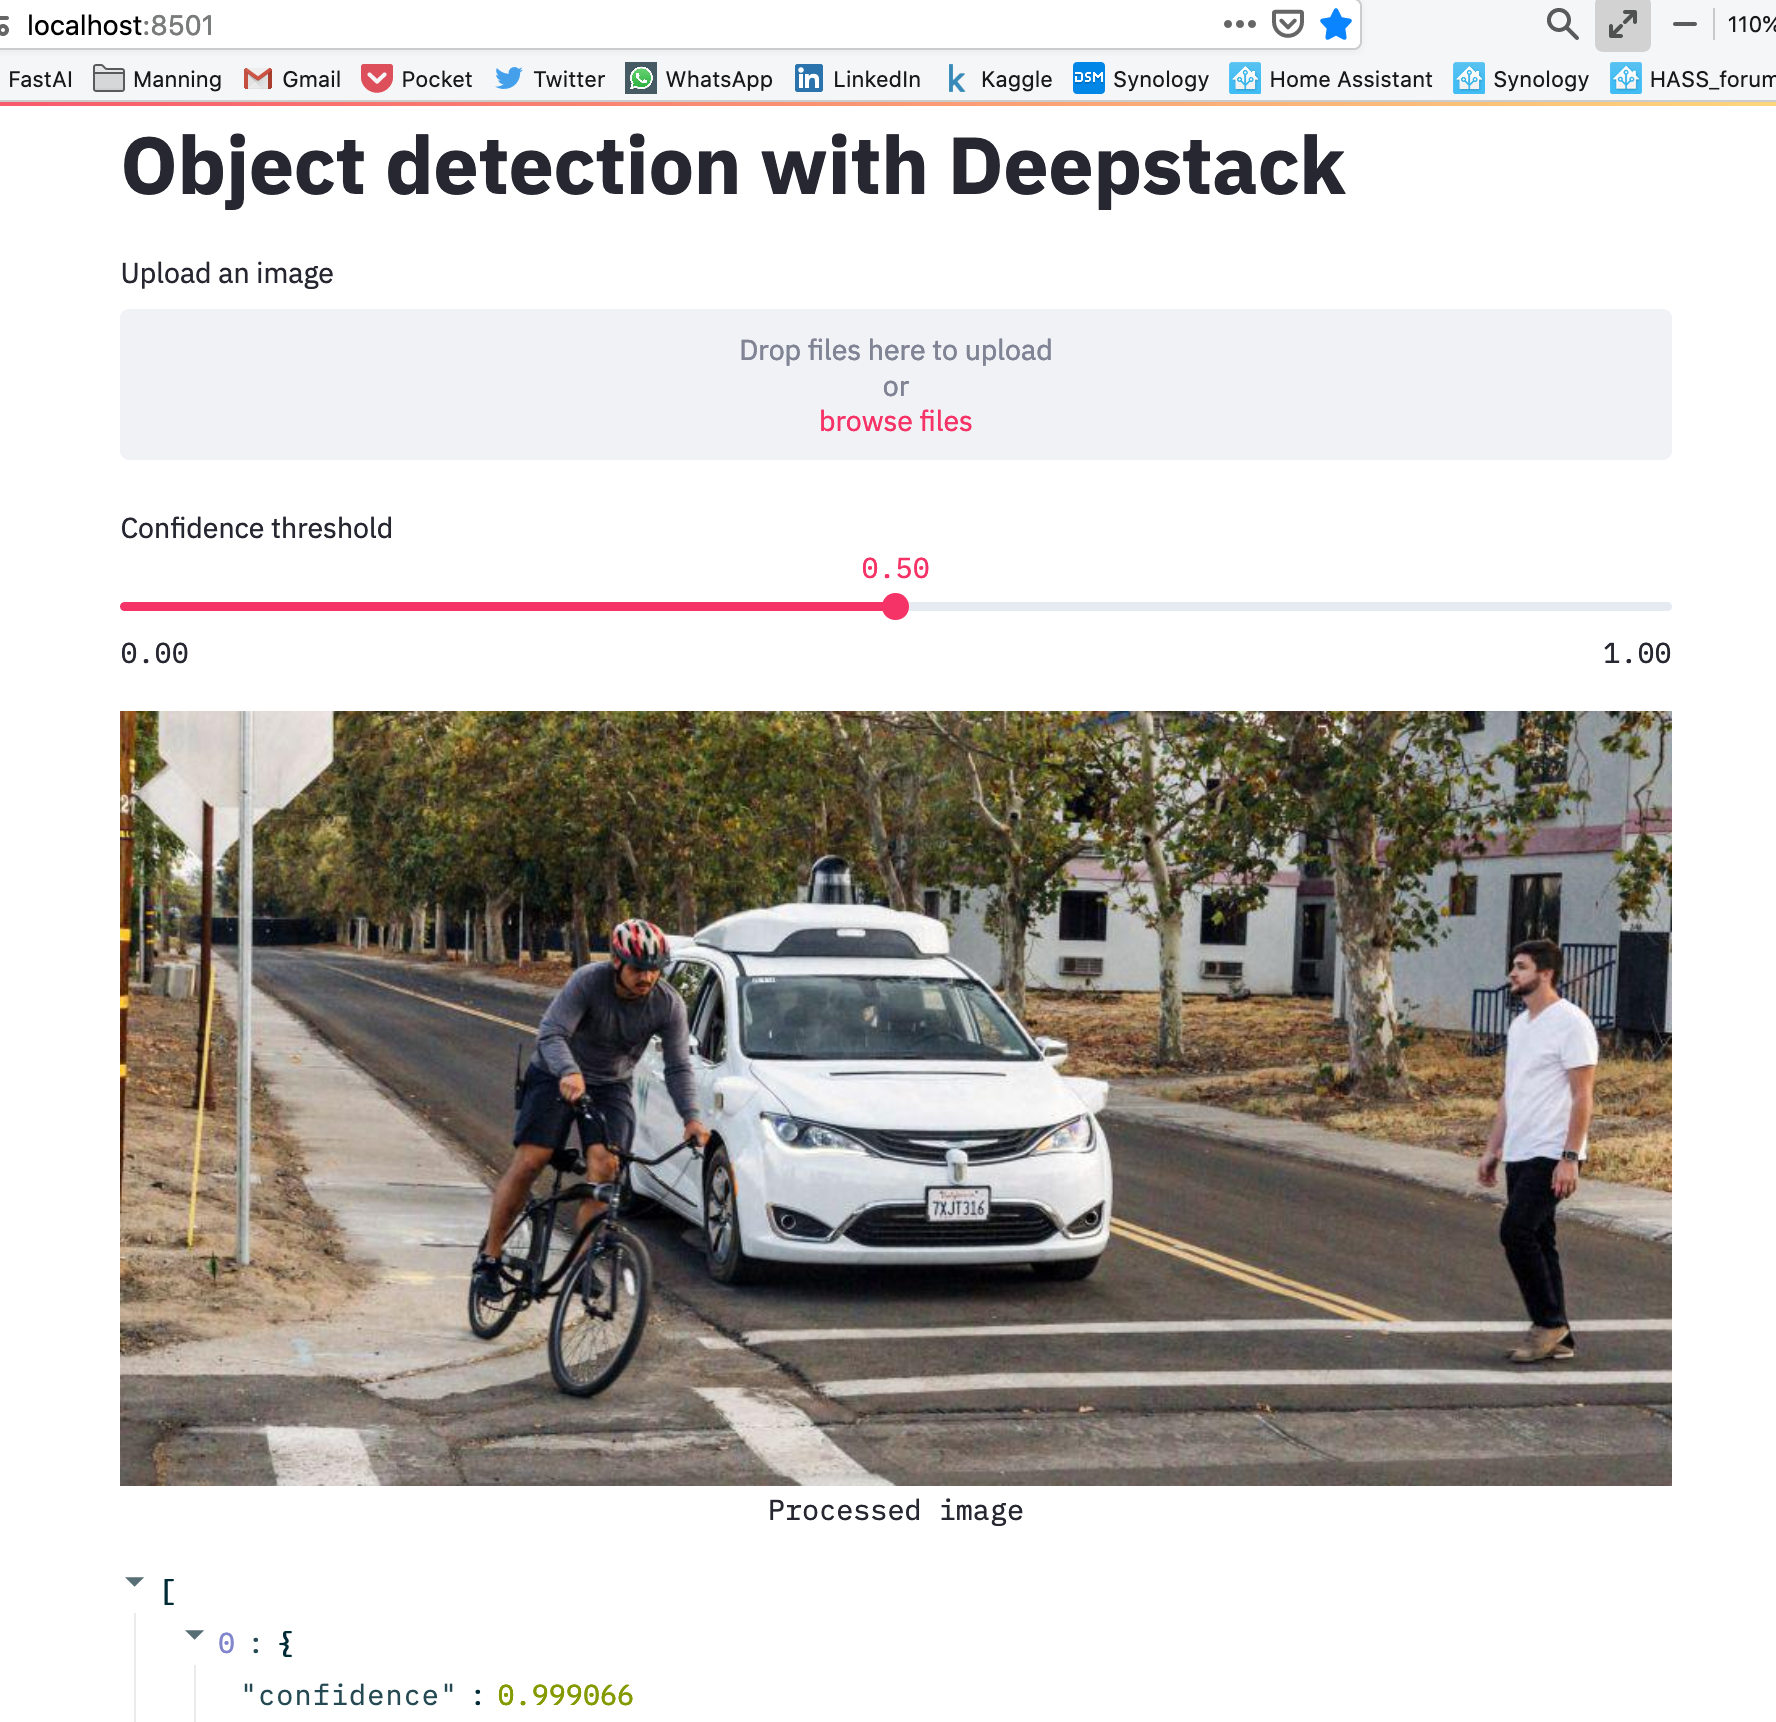 localhost:8501
110%
FastAI Manning Gmail Pocket Twitter WhatsApp LinkedIn Kaggle DSM Synology Home Assistant Synology HASS_forum
Object detection with Deepstack
Upload an image
Drop files here to upload
or
browse files
Confidence threshold
0.50
0.00 1.00
7XJT316
Processed image
[
0 : {
"confidence" : 0.999066